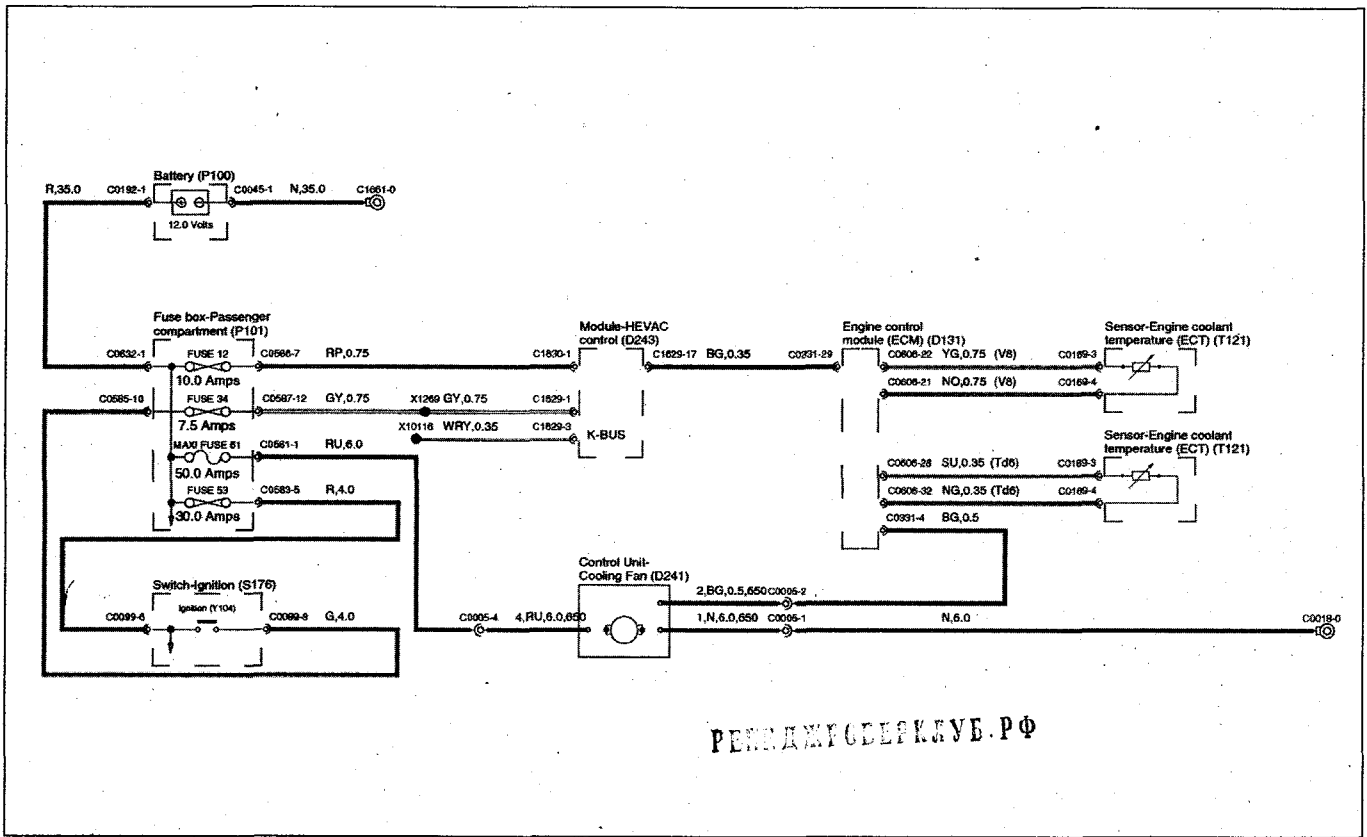 Battery (P100)
R,35.0 C0192-1 C0045-1 N,35.0 C1661-0
12.0 Volts
Fuse box-Passenger
compartment (P101)
Module-HEVAC
control (D243)
Engine control
module (ECM) (D131)
Sensor-Engine coolant
temperature (ECT) (T121)
C0632-1 FUSE 12 C0586-7 RP,0.75 C1830-1 C1629-17 BG,0.35 C0331-29 C0606-22 YG,0.75 (V8) C0169-3
10.0 Amps
C0606-21 NO,0.75 (V8) C0169-4
C0585-10 FUSE 34 C0587-12 GY,0.75 X1269 GY,0.75 C1629-1
7.5 Amps
X10116 WRY,0.35 C1629-3
K-BUS
MAXI FUSE 61 C0581-1 RU,6.0
50.0 Amps
Sensor-Engine coolant
temperature (ECT) (T121)
C0606-28 SU,0.35 (Td6) C0169-3
FUSE 53 C0583-5 R,4.0
C0606-32 NG,0.35 (Td6) C0169-4
30.0 Amps
C0331-4 BG,0.5
Control Unit-
Cooling Fan (D241)
Switch-Ignition (S176)
Ignition (Y104)
2,BG,0.5,650 C0005-2
C0099-6 C0099-8 G,4.0 C0005-4 4,RU,6.0,650 1,N,6.0,650 C0005-1 N,6.0 C0019-0
РЕНДЖРОВЕРКЛУБ.РФ